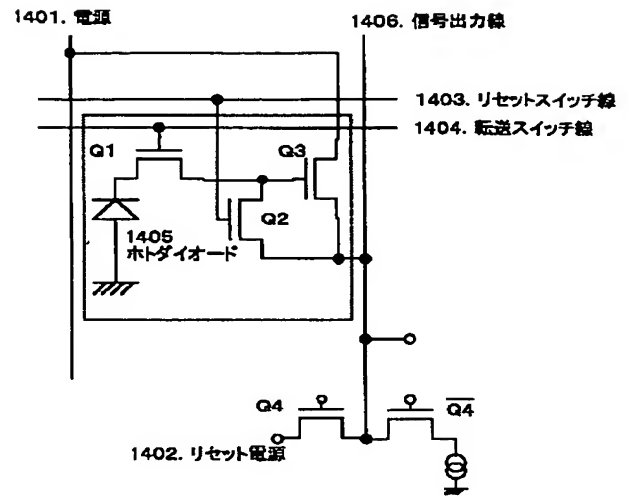 1401. 電源
1406. 信号出力線
1403. リセットスイッチ線
1404. 転送スイッチ線
Q1
Q3
Q2
1405
ホトダイオード
Q4
Q4
1402. リセット電源